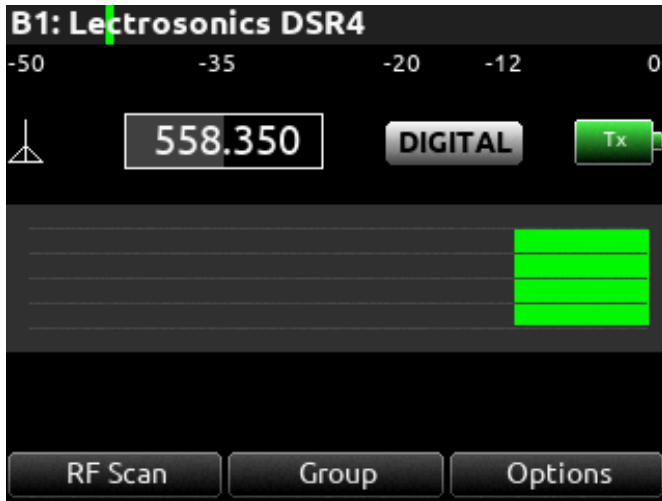 B1: Lectrosonics DSR4
-50 -35 -20 -12 0
558.350 DIGITAL Tx
RF Scan Group Options